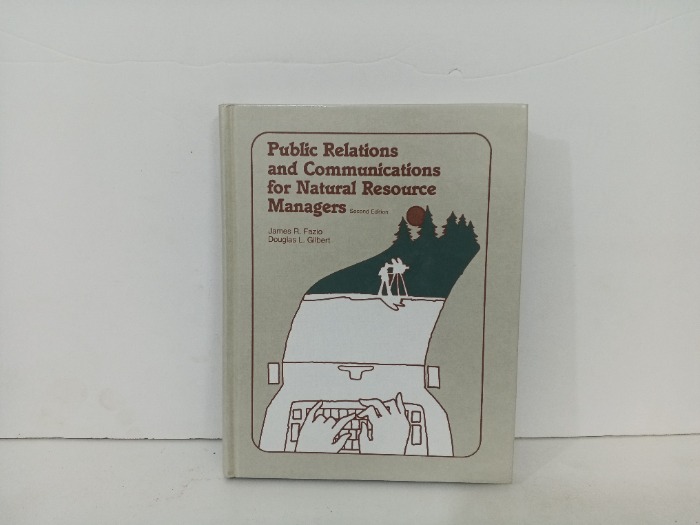 Public Relations
and Communications
for Natural Resource
Managers Second Edition
James R. Fazio
Douglas L. Gilbert